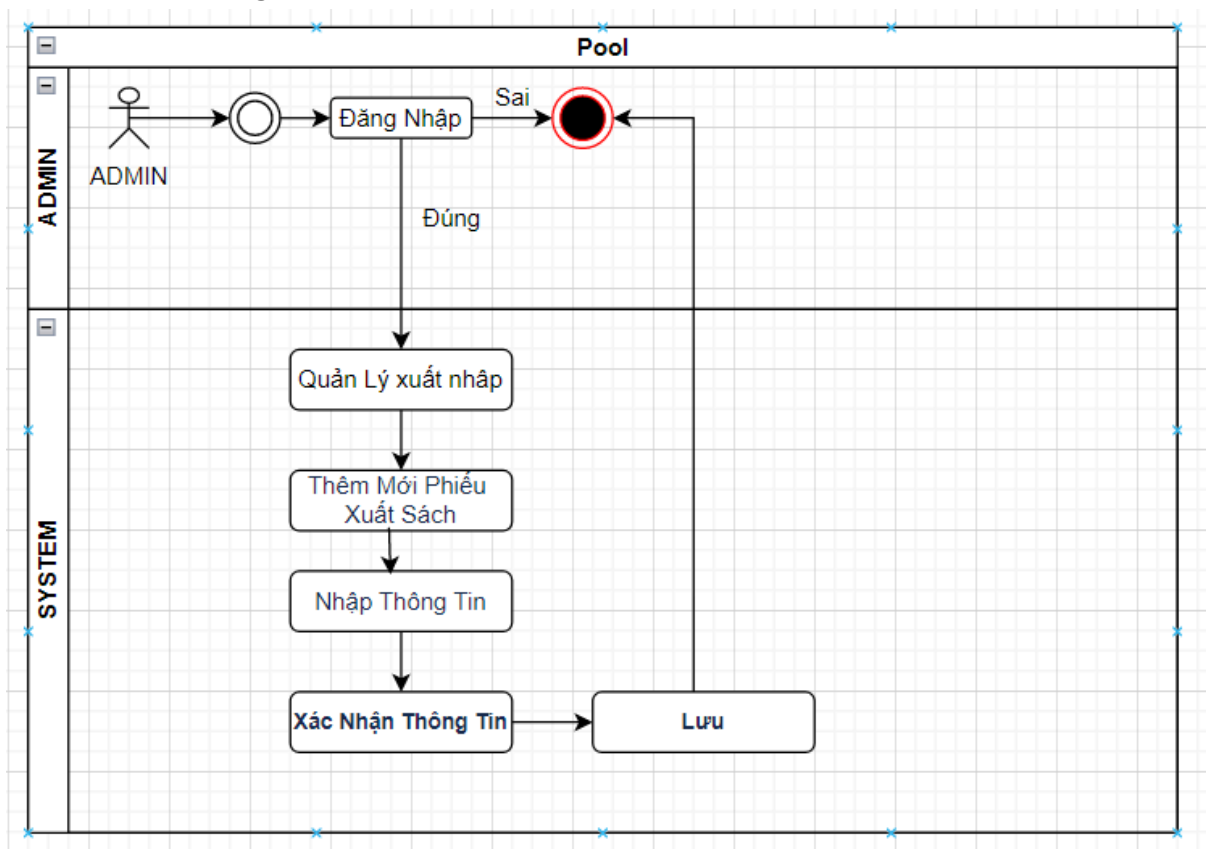 Pool
ADMIN
ADMIN
Đăng Nhập
Sai
Đúng
SYSTEM
Quản Lý xuất nhâp
Thêm Mới Phiếu
Xuất Sách
Nhập Thông Tin
Xác Nhận Thông Tin
Lưu